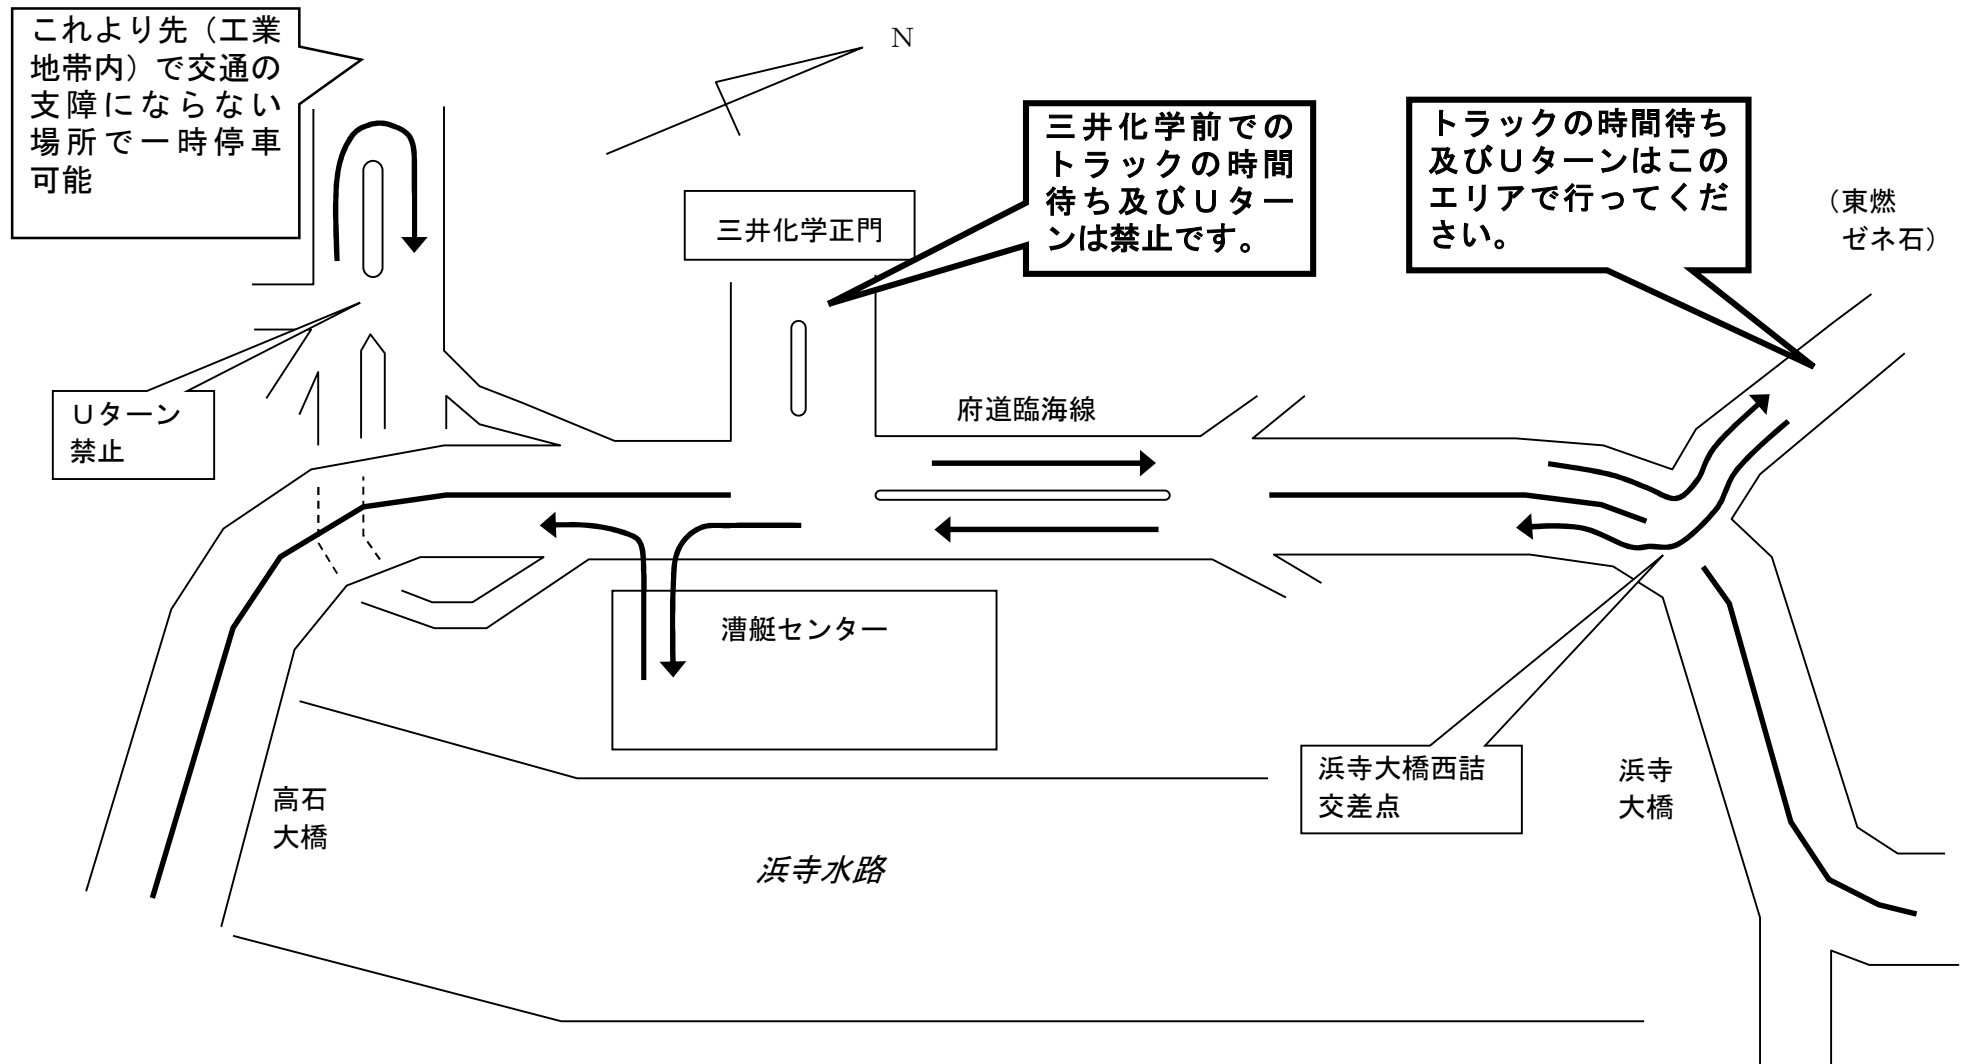 これより先（工業
地帯内）で交通の
支障にならない
場所で一時停車
可能
N
三井化学前での
トラックの時間
待ち及びＵター
ンは禁止です。
トラックの時間待ち
及びＵターンはこの
エリアで行ってくだ
さい。
（東燃
ゼネ石）
三井化学正門
Ｕターン
禁止
府道臨海線
漕艇センター
高石
大橋
浜寺大橋西詰
交差点
浜寺
大橋
浜寺水路